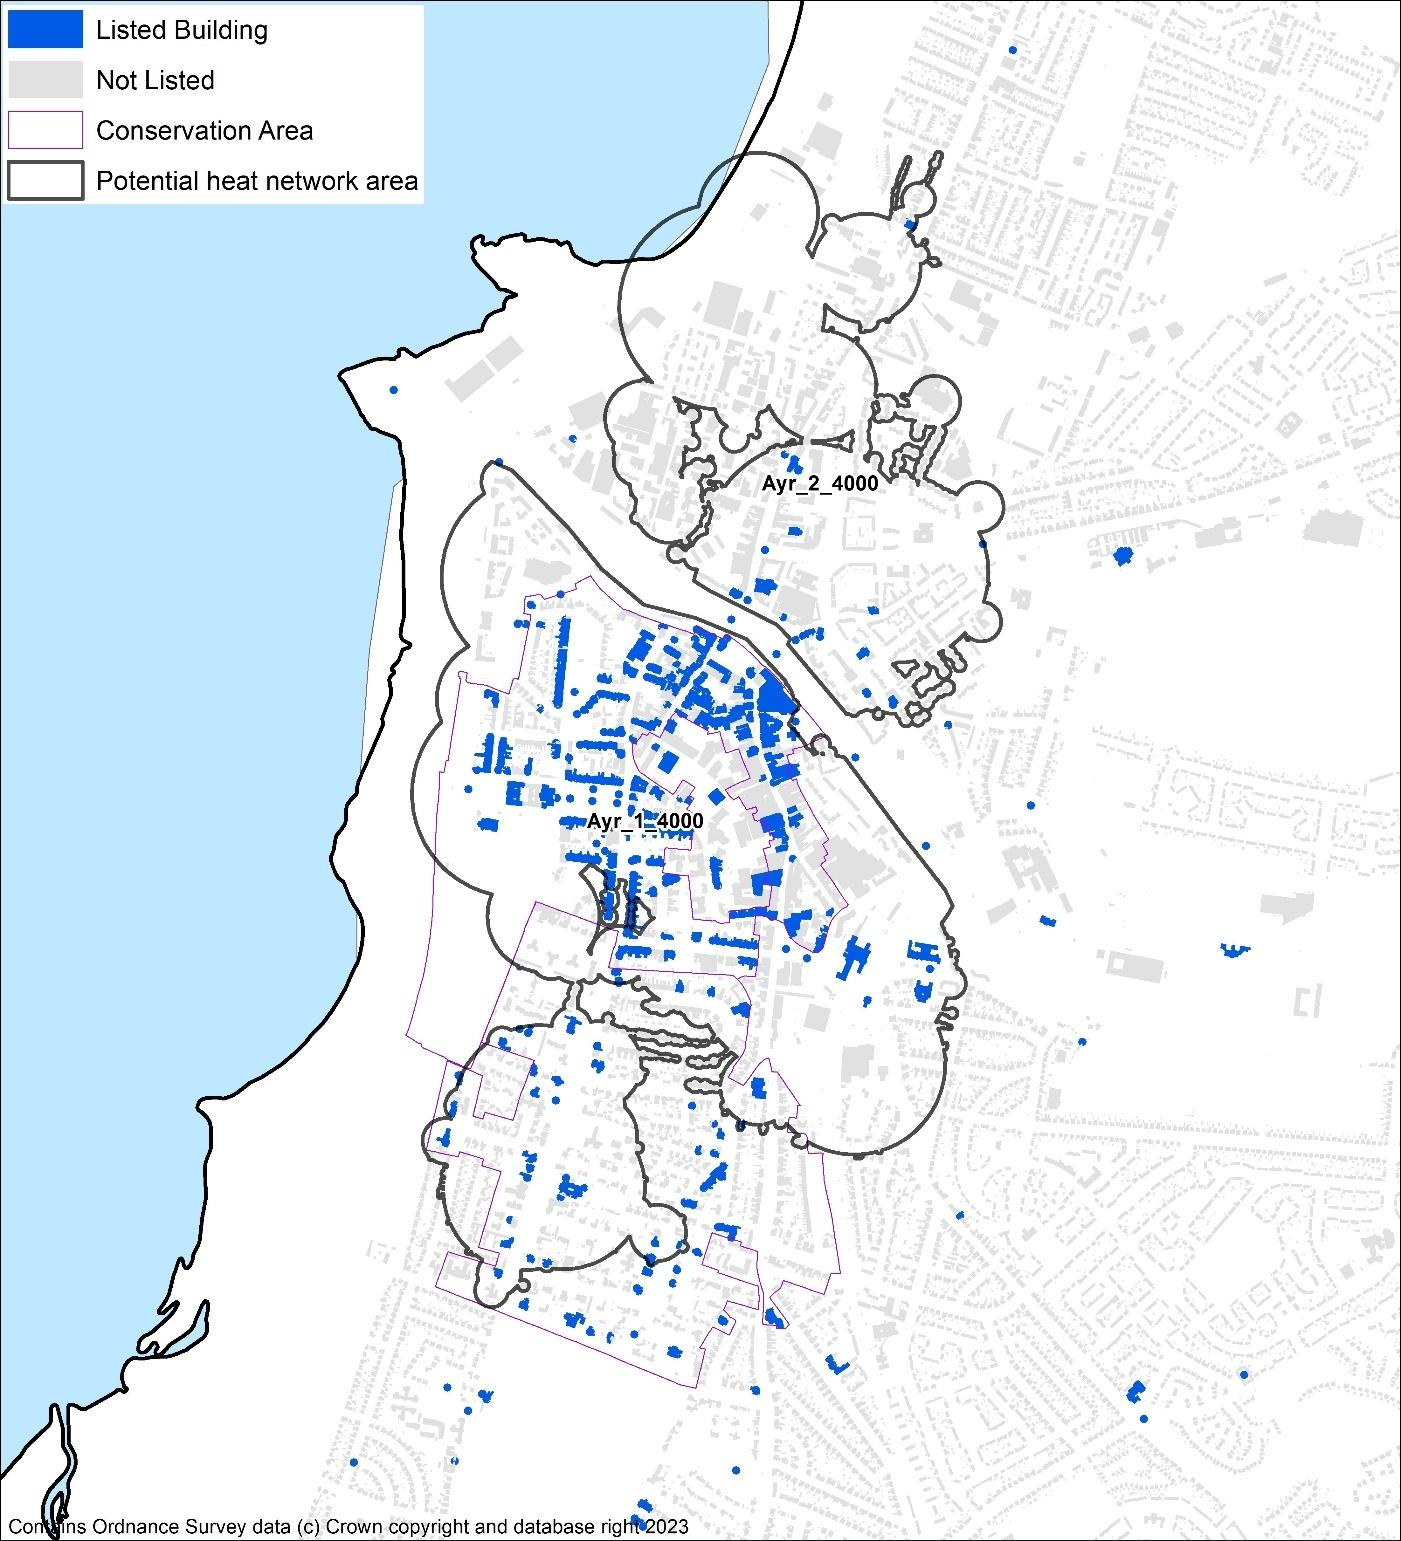 Listed Building
Not Listed
Conservation Area
Potential heat network area
Ayr_2_4000
Ayr_1_4000
Contains Ordnance Survey data (c) Crown copyright and database right 2023